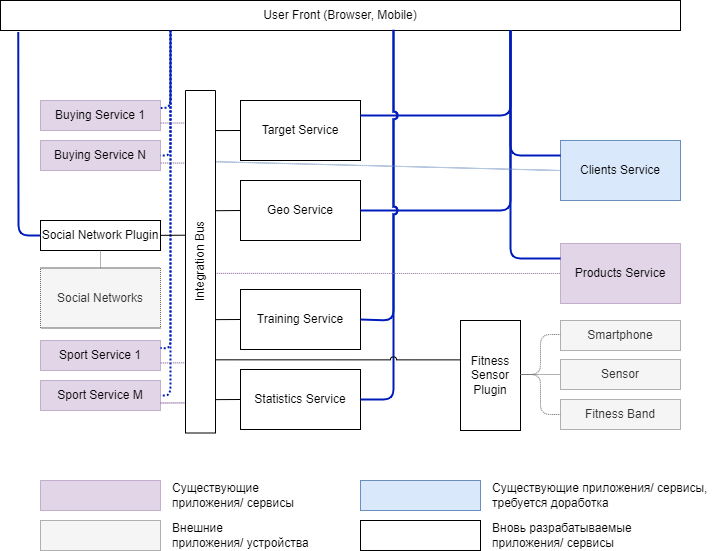 User Front (Browser, Mobile)
Buying Service 1
Buying Service N
Target Service
Clients Service
Geo Service
Integration Bus
Social Network Plugin
Social Networks
Products Service
Training Service
Sport Service 1
Sport Service M
Statistics Service
Fitness
Sensor
Plugin
Smartphone
Sensor
Fitness Band
Существующие
приложения/ сервисы
Существующие приложения/ сервисы,
требуется доработка
Внешние
приложения/ устройства
Вновь разрабатываемые
приложения/ сервисы